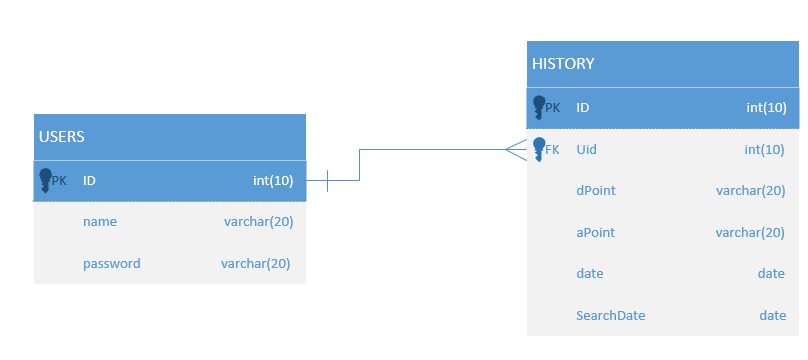 USERS
PK ID int(10)
name varchar(20)
password varchar(20)
HISTORY
PK ID int(10)
FK Uid int(10)
dPoint varchar(20)
aPoint varchar(20)
date date
SearchDate date